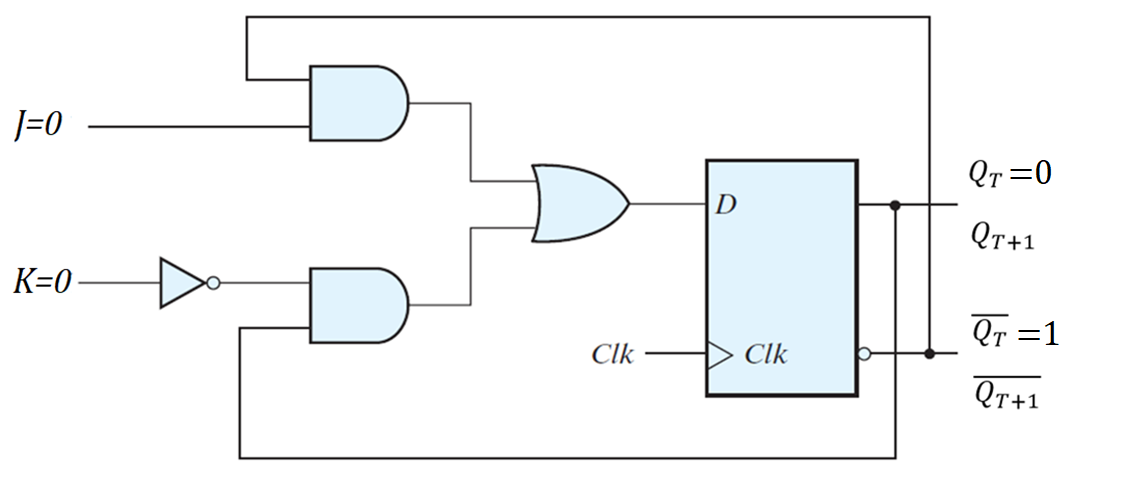 J=0
K=0
D
Clk
Clk
Q_T=0
Q_{T+1}
\overline{Q_T}=1
\overline{Q_{T+1}}